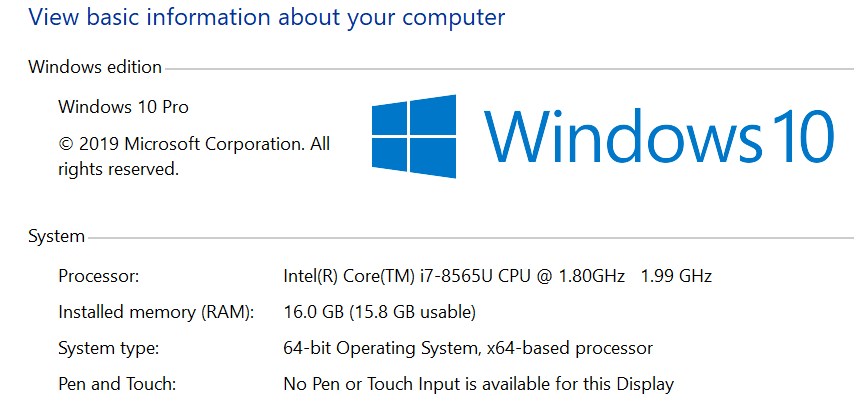 View basic information about your computer
Windows edition
Windows 10 Pro
© 2019 Microsoft Corporation. All
rights reserved.
Windows 10
System
Processor: Intel(R) Core(TM) i7-8565U CPU @ 1.80GHz 1.99 GHz
Installed memory (RAM): 16.0 GB (15.8 GB usable)
System type: 64-bit Operating System, x64-based processor
Pen and Touch: No Pen or Touch Input is available for this Display